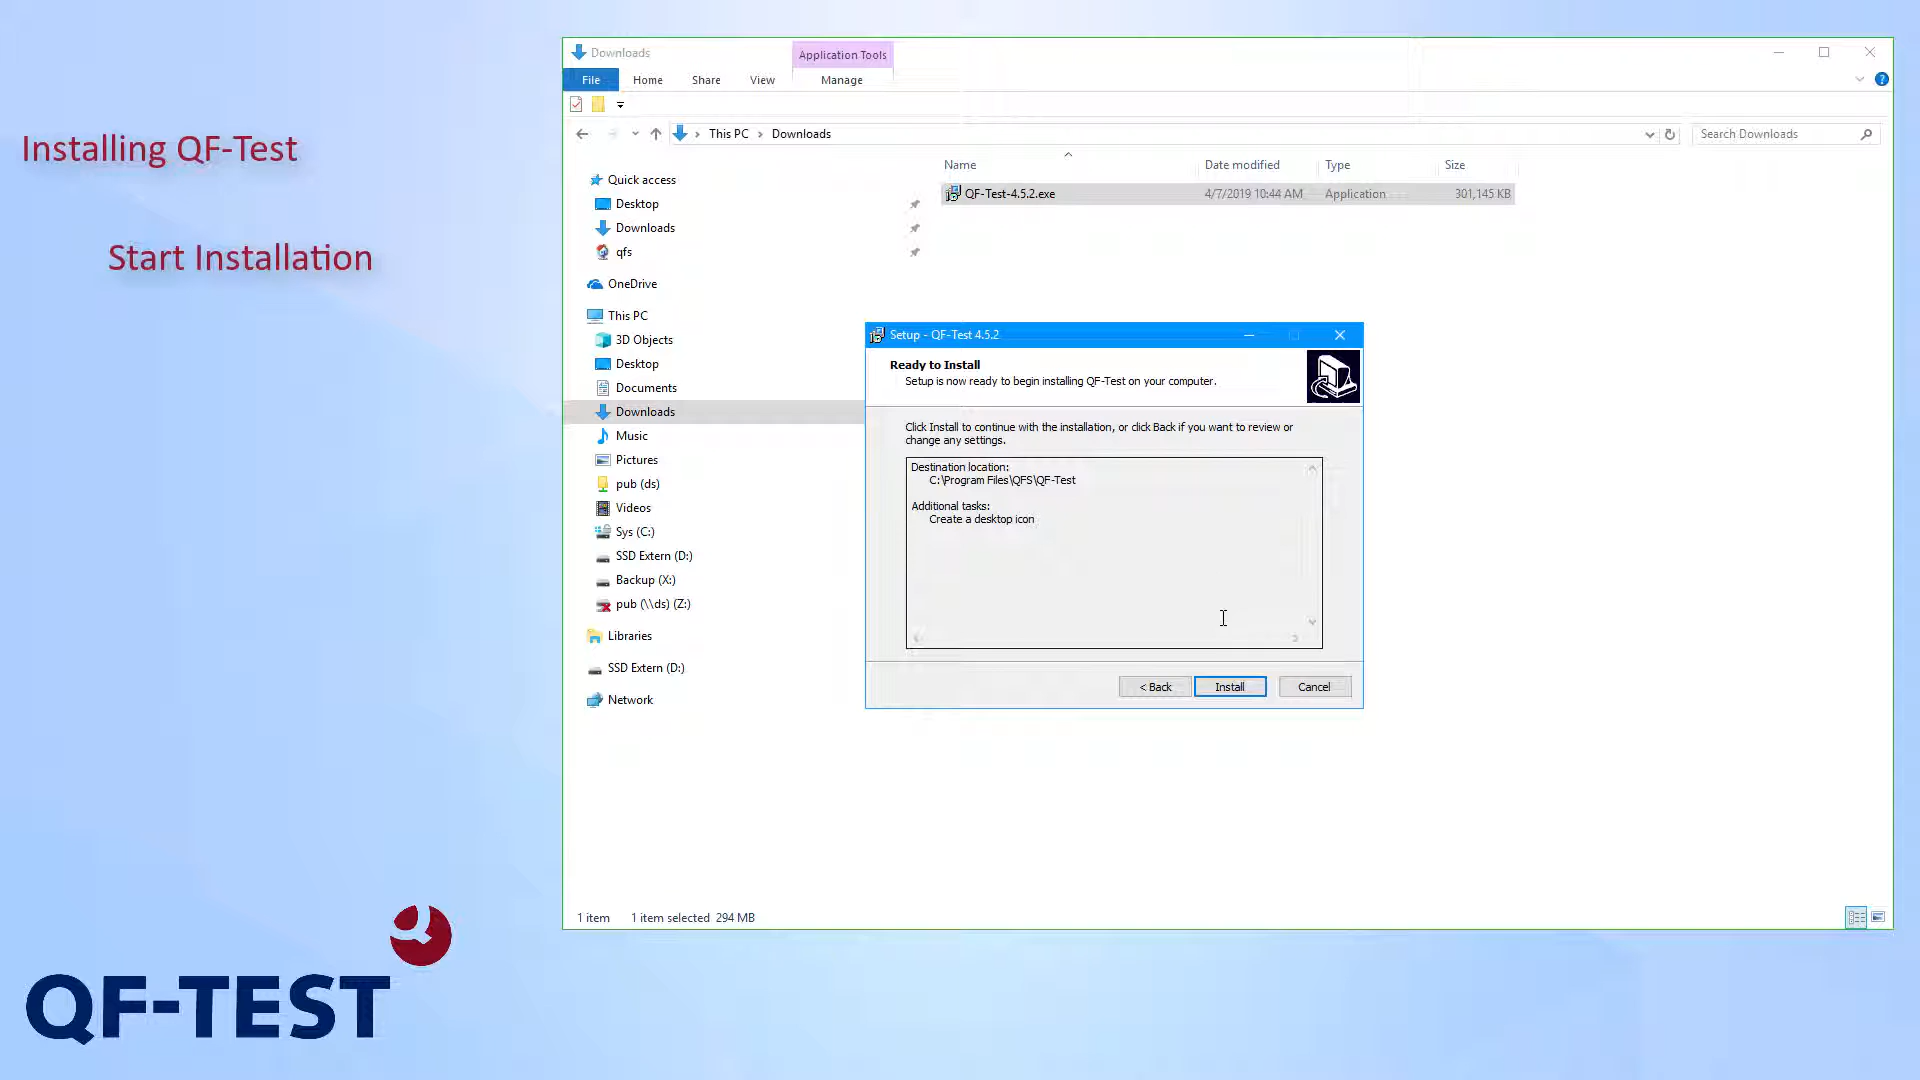 Installing QF-Test
Start Installation
QF-TEST
Downloads
Application Tools
File
Home
Share
View
Manage
This PC
Downloads
Search Downloads
Name
Date modified
Type
Size
QF-Test-4.5.2.exe
4/7/2019 10:44 AM
Application
301,145 KB
Quick access
Desktop
Downloads
qfs
OneDrive
This PC
3D Objects
Desktop
Documents
Downloads
Music
Pictures
pub (ds)
Videos
Sys (C:)
SSD Extern (D:)
Backup (X:)
pub (\\ds) (Z:)
Libraries
SSD Extern (D:)
Network
Setup - QF-Test 4.5.2
Ready to Install
Setup is now ready to begin installing QF-Test on your computer.
Click Install to continue with the installation, or click Back if you want to review or
change any settings.
Destination location:
C:\Program Files\QFS\QF-Test
Additional tasks:
Create a desktop icon
< Back
Install
Cancel
1 item
1 item selected 294 MB